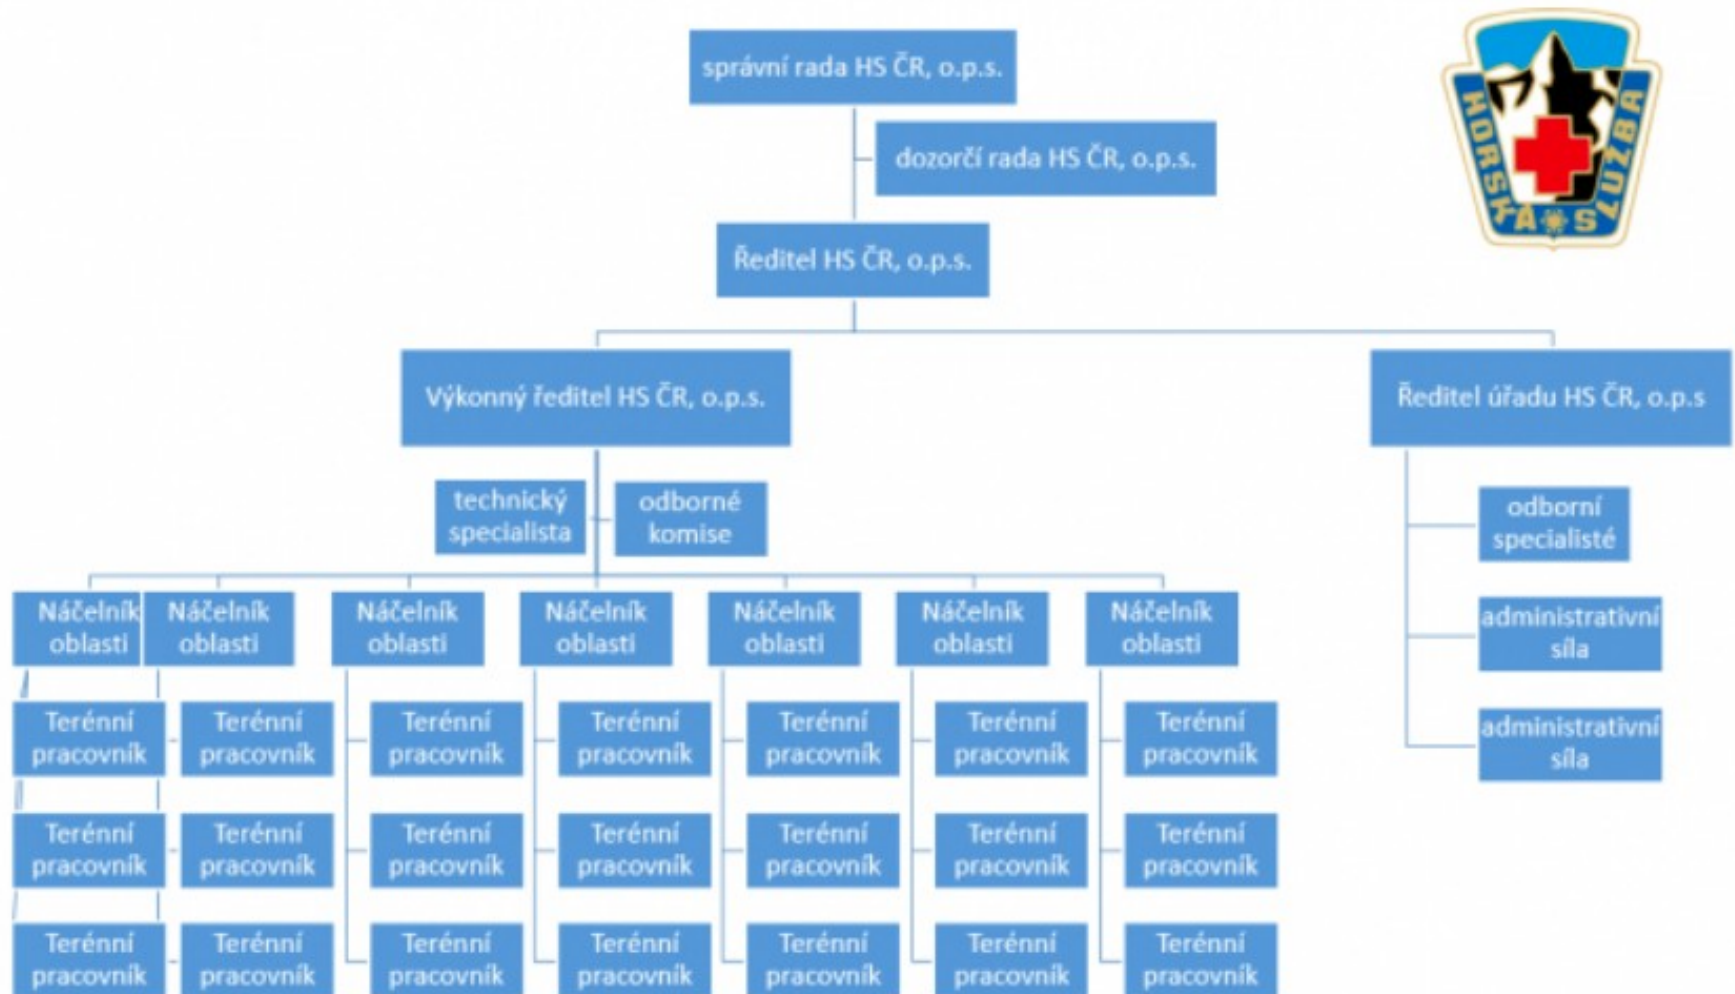 správní rada HS ČR, o.p.s.
HORSKÁ SLUŽBA
dozorčí rada HS ČR, o.p.s.
Ředitel HS ČR, o.p.s.
Výkonný ředitel HS ČR, o.p.s.
Ředitel úřadu HS ČR, o.p.s
technický
specialista
odborné
komise
odborní
specialisté
administrativní
síla
administrativní
síla
Náčelník
oblasti
Náčelník
oblasti
Náčelník
oblasti
Náčelník
oblasti
Náčelník
oblasti
Náčelník
oblasti
Náčelník
oblasti
Terénní
pracovník
Terénní
pracovník
Terénní
pracovník
Terénní
pracovník
Terénní
pracovník
Terénní
pracovník
Terénní
pracovník
Terénní
pracovník
Terénní
pracovník
Terénní
pracovník
Terénní
pracovník
Terénní
pracovník
Terénní
pracovník
Terénní
pracovník
Terénní
pracovník
Terénní
pracovník
Terénní
pracovník
Terénní
pracovník
Terénní
pracovník
Terénní
pracovník
Terénní
pracovník